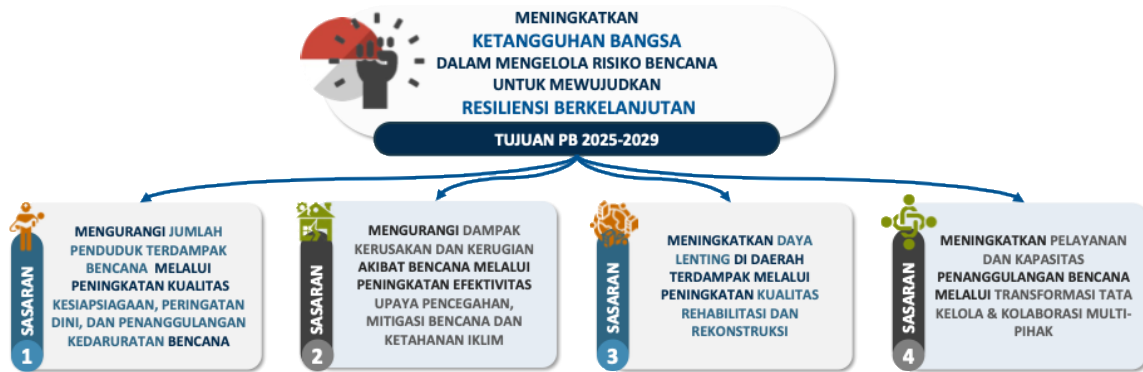 MENINGKATKAN
KETANGGUHAN BANGSA
DALAM MENGELOLA RISIKO BENCANA
UNTUK MEWUJUDKAN
RESILIENSI BERKELANJUTAN
TUJUAN PB 2025-2029
SASARAN
1
MENGURANGI JUMLAH
PENDUDUK TERDAMPAK
BENCANA MELALUI
PENINGKATAN KUALITAS
KESIAPSIAGAAN, PERINGATAN
DINI, DAN PENANGGULANGAN
KEDARURATAN BENCANA
SASARAN
2
MENGURANGI DAMPAK
KERUSAKAN DAN KERUGIAN
AKIBAT BENCANA MELALUI
PENINGKATAN EFEKTIVITAS
UPAYA PENCEGAHAN,
MITIGASI BENCANA DAN
KETAHANAN IKLIM
SASARAN
3
MENINGKATKAN DAYA
LENTING DI DAERAH
TERDAMPAK MELALUI
PENINGKATAN KUALITAS
REHABILITASI DAN
REKONSTRUKSI
SASARAN
4
MENINGKATKAN PELAYANAN
DAN KAPASITAS
PENANGGULANGAN BENCANA
MELALUI TRANSFORMASI TATA
KELOLA & KOLABORASI MULTI-
PIHAK